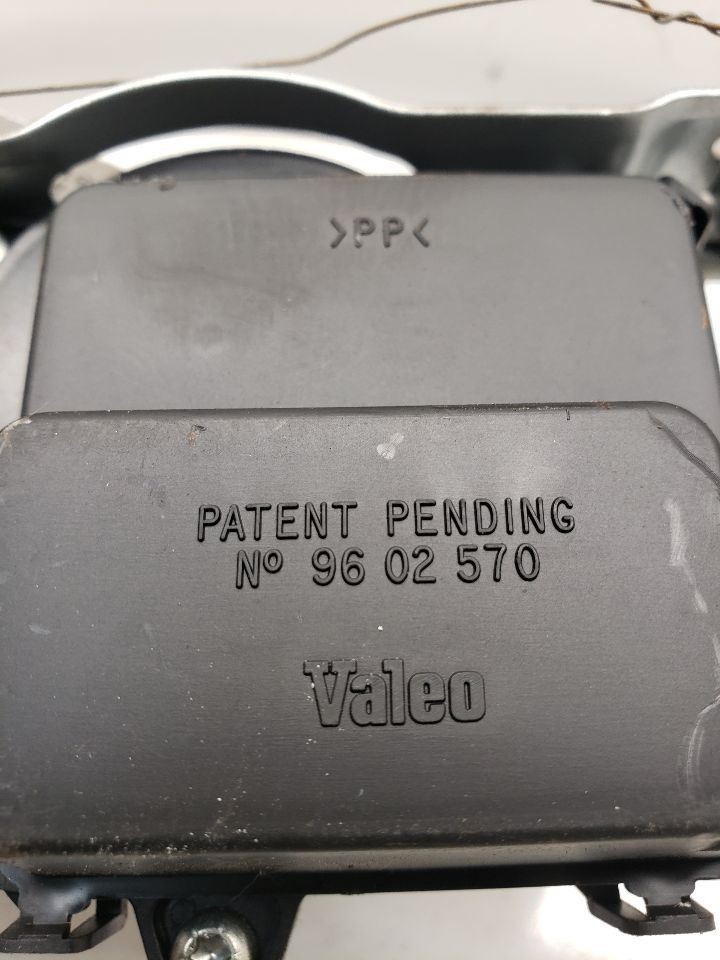 >PP<
PATENT PENDING
Nº 96 02 570
Valeo